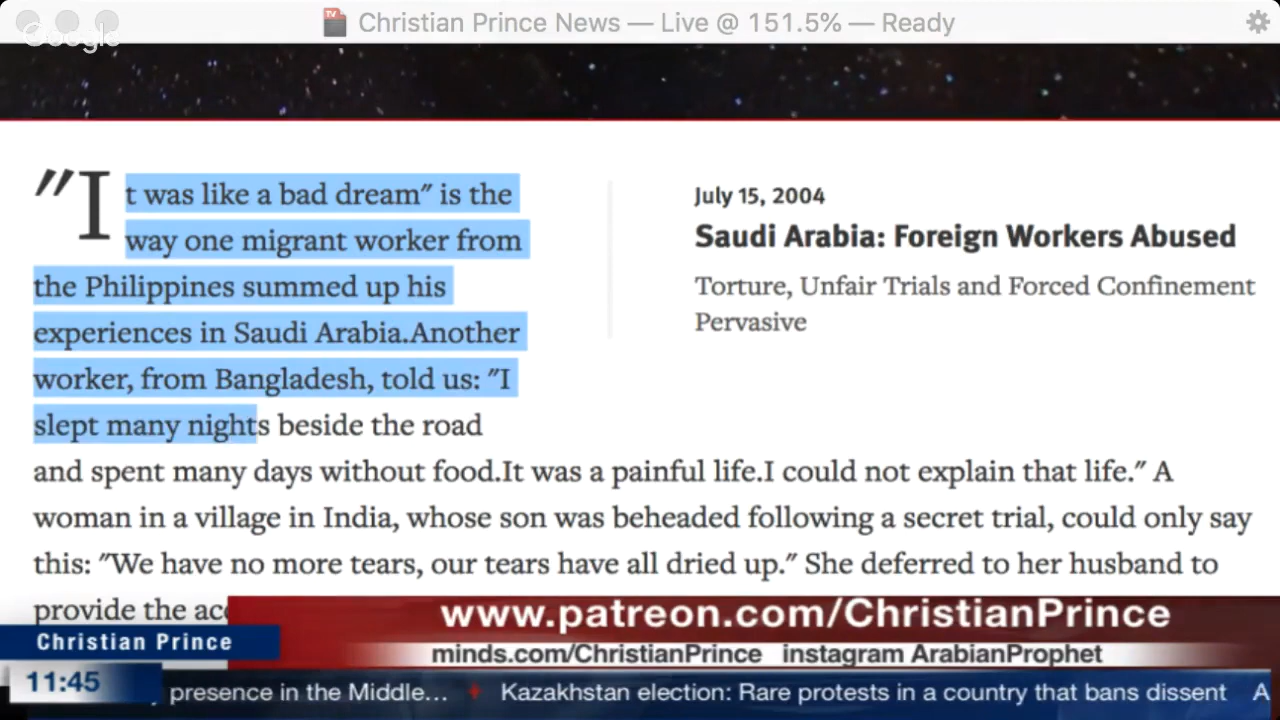 Christian Prince News — Live @ 151.5% — Ready
Google
"It was like a bad dream" is the
way one migrant worker from
the Philippines summed up his
experiences in Saudi Arabia.Another
worker, from Bangladesh, told us: "I
slept many nights beside the road
and spent many days without food.It was a painful life.I could not explain that life." A
woman in a village in India, whose son was beheaded following a secret trial, could only say
this: "We have no more tears, our tears have all dried up." She deferred to her husband to
provide the acc
July 15, 2004
Saudi Arabia: Foreign Workers Abused
Torture, Unfair Trials and Forced Confinement
Pervasive
www.patreon.com/ChristianPrince
Christian Prince
minds.com/ChristianPrince instagram ArabianProphet
11:45
presence in the Middle... Kazakhstan election: Rare protests in a country that bans dissent A